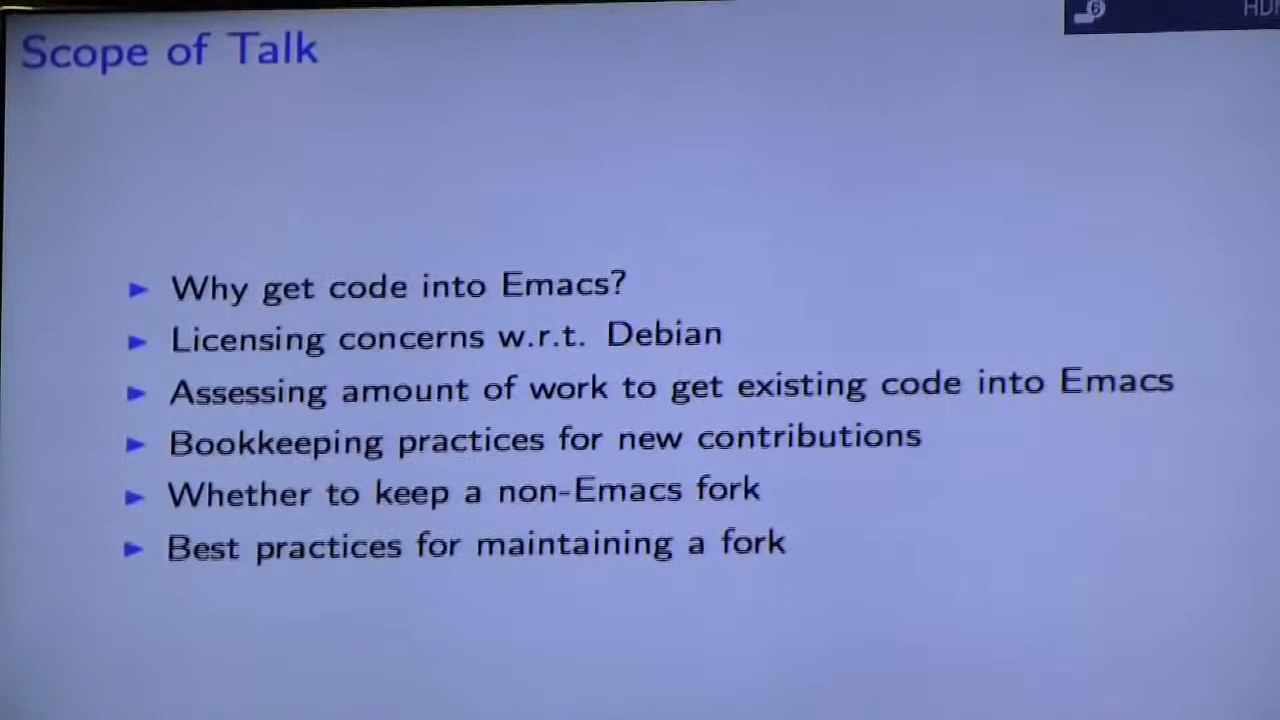 Scope of Talk
Why get code into Emacs?
Licensing concerns w.r.t. Debian
Assessing amount of work to get existing code into Emacs
Bookkeeping practices for new contributions
Whether to keep a non-Emacs fork
Best practices for maintaining a fork
6